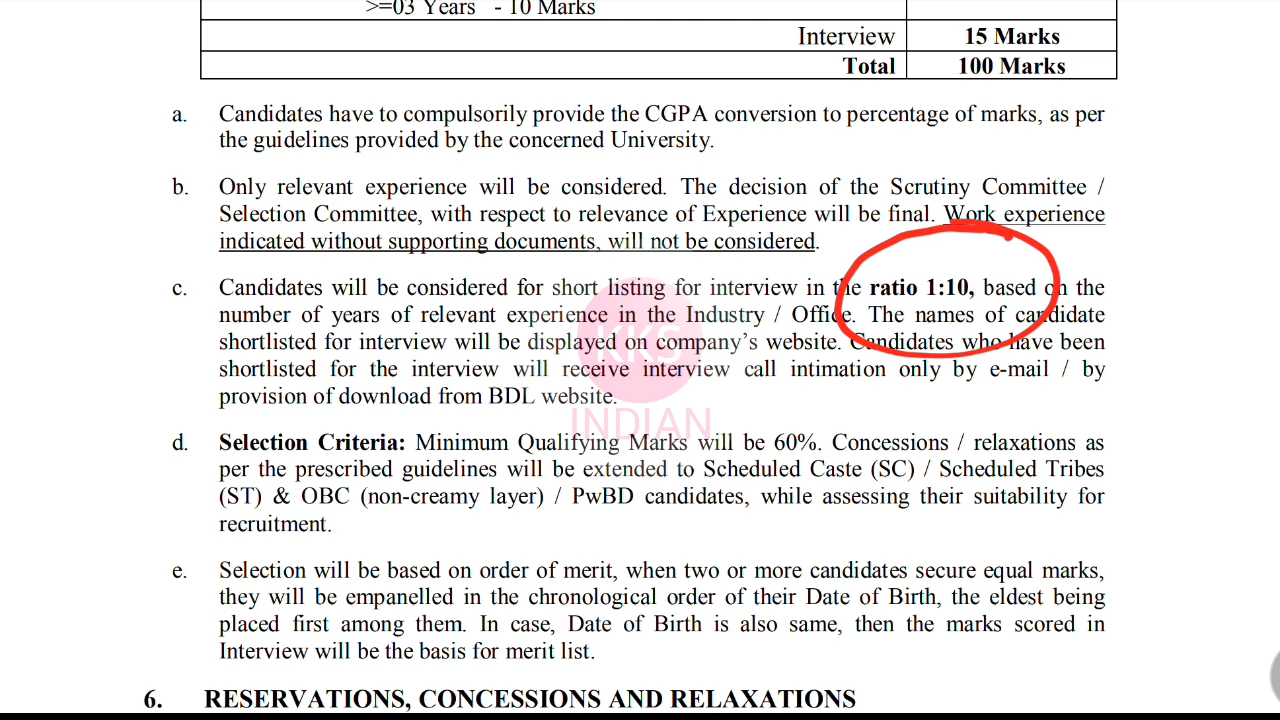 >=03 Years - 10 Marks
Interview 15 Marks
Total 100 Marks
a. Candidates have to compulsorily provide the CGPA conversion to percentage of marks, as per
the guidelines provided by the concerned University.
b. Only relevant experience will be considered. The decision of the Scrutiny Committee /
Selection Committee, with respect to relevance of Experience will be final. Work experience
indicated without supporting documents, will not be considered.
c. Candidates will be considered for short listing for interview in the ratio 1:10, based on the
number of years of relevant experience in the Industry / Office. The names of candidate
shortlisted for interview will be displayed on company's website. Candidates who have been
shortlisted for the interview will receive interview call intimation only by e-mail / by
provision of download from BDL website.
KKS
INDIAN
d. Selection Criteria: Minimum Qualifying Marks will be 60%. Concessions / relaxations as
per the prescribed guidelines will be extended to Scheduled Caste (SC) / Scheduled Tribes
(ST) & OBC (non-creamy layer) / PwBD candidates, while assessing their suitability for
recruitment.
e. Selection will be based on order of merit, when two or more candidates secure equal marks,
they will be empanelled in the chronological order of their Date of Birth, the eldest being
placed first among them. In case, Date of Birth is also same, then the marks scored in
Interview will be the basis for merit list.
6. RESERVATIONS, CONCESSIONS AND RELAXATIONS